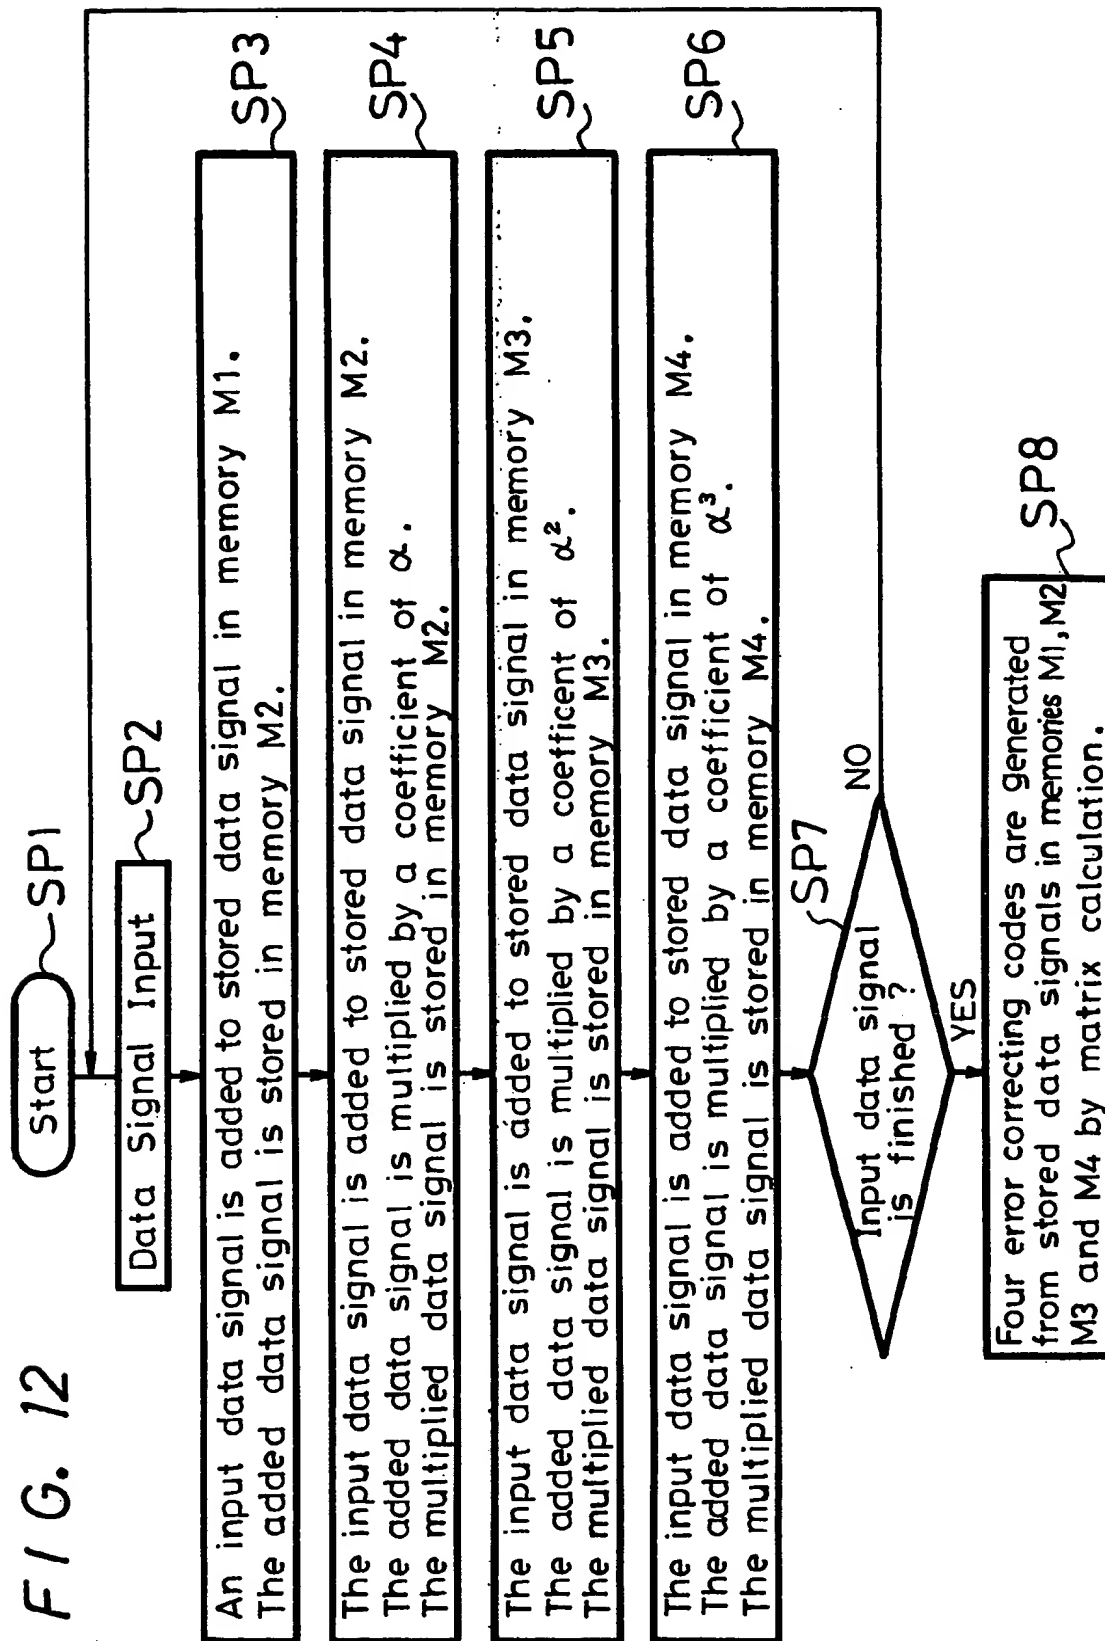 FIG. 12
Start
SP1
Data Signal Input
SP2
An input data signal is added to stored data signal in memory M1.
The added data signal is stored in memory M2.
SP3
The input data signal is added to stored data signal in memory M2.
The added data signal is multiplied by a coefficient of α.
The multiplied data signal is stored in memory M2.
SP4
The input data signal is added to stored data signal in memory M3.
The added data signal is multiplied by a coefficent of α².
The multiplied data signal is stored in memory M3.
SP5
The input data signal is added to stored data signal in memory M4.
The added data signal is multiplied by a coefficient of α³.
The multiplied data signal is stored in memory M4.
SP6
Input data signal
is finished ?
SP7
NO
YES
Four error correcting codes are generated
from stored data signals in memories M1, M2
M3 and M4 by matrix calculation.
SP8